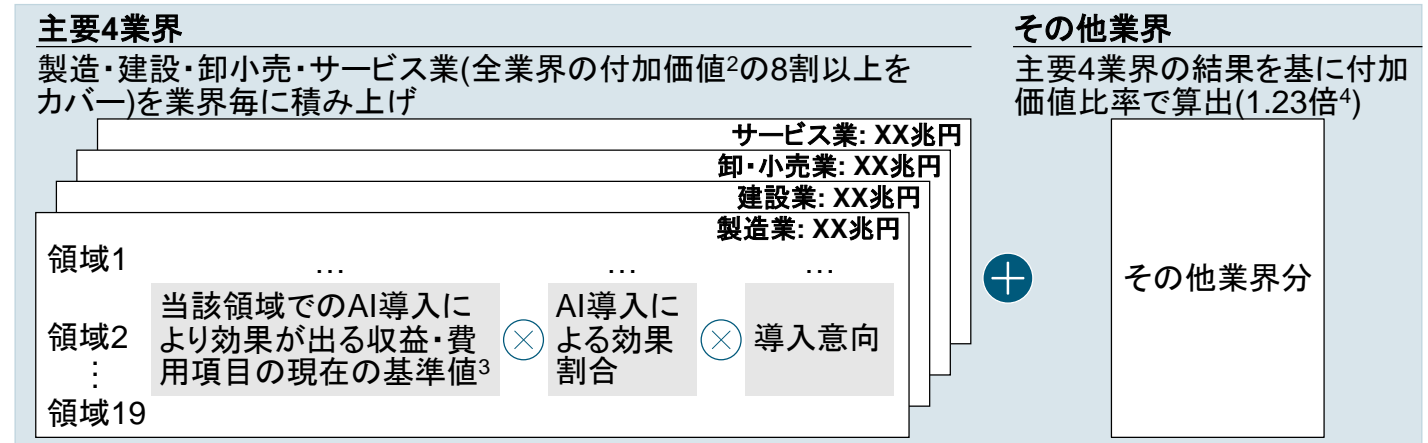 主要4業界
製造・建設・卸小売・サービス業(全業界の付加価値2の8割以上を
カバー)を業界毎に積み上げ
サービス業: XX兆円
卸・小売業: XX兆円
建設業: XX兆円
製造業: XX兆円
領域1
… … …
領域2
⋮
領域19
当該領域でのAI導入に
より効果が出る収益・費
用項目の現在の基準値3
×
AI導入に
よる効果
割合
×
導入意向
+
その他業界
主要4業界の結果を基に付加
価値比率で算出(1.23倍4)
その他業界分